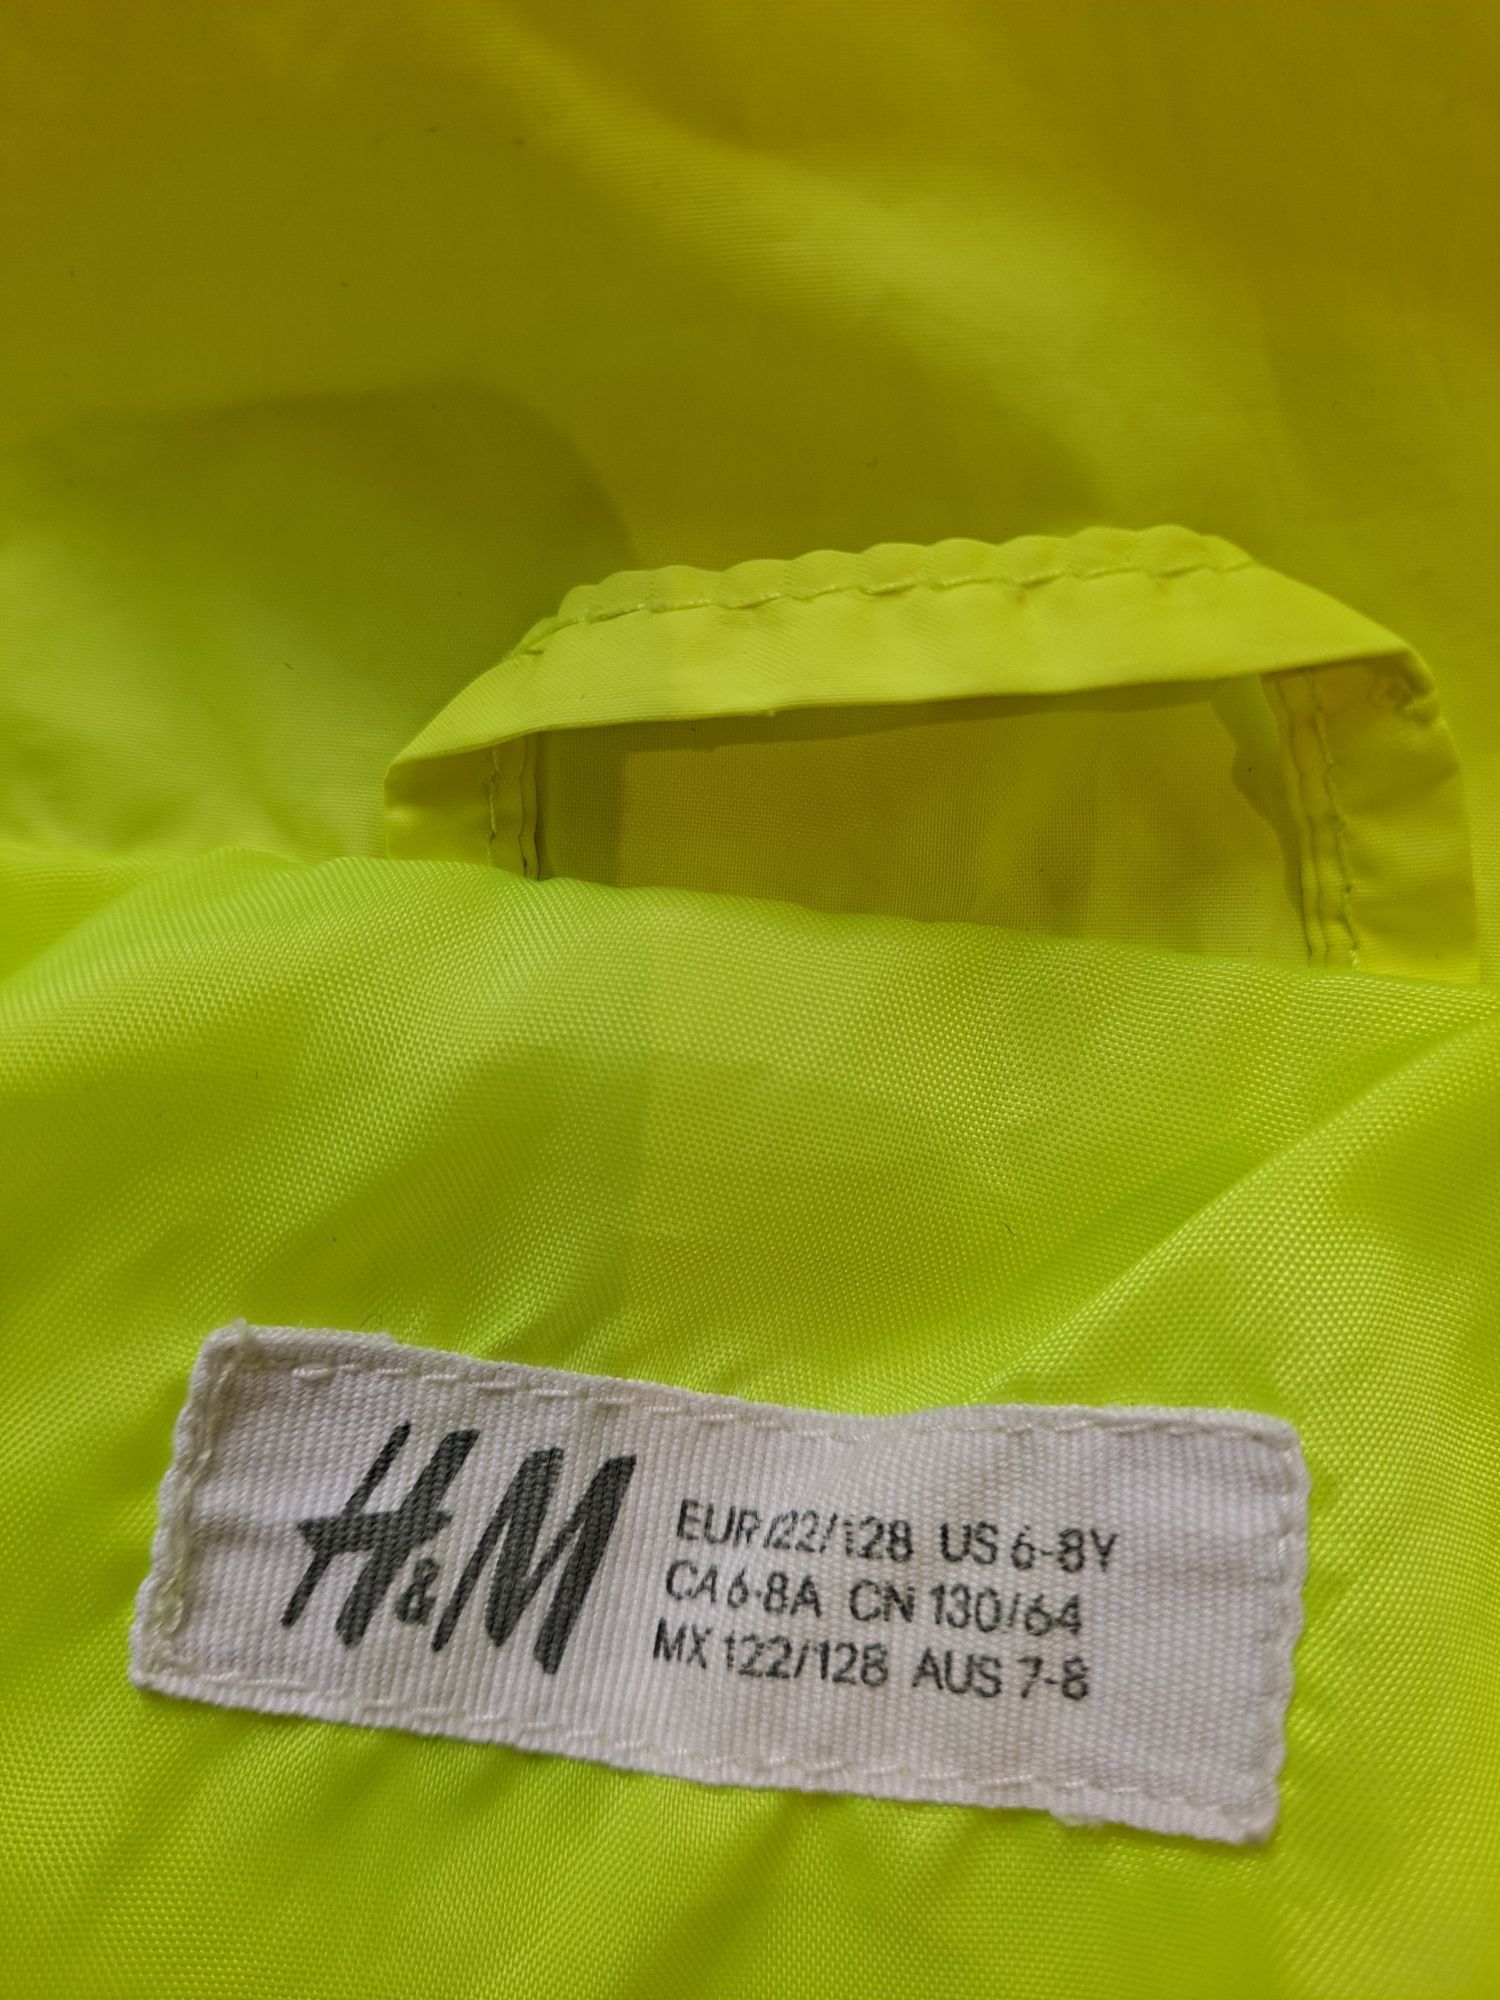 H&M
EUR 122/128 US 6-8Y
CA 6-8A CN 130/64
MX 122/128 AUS 7-8